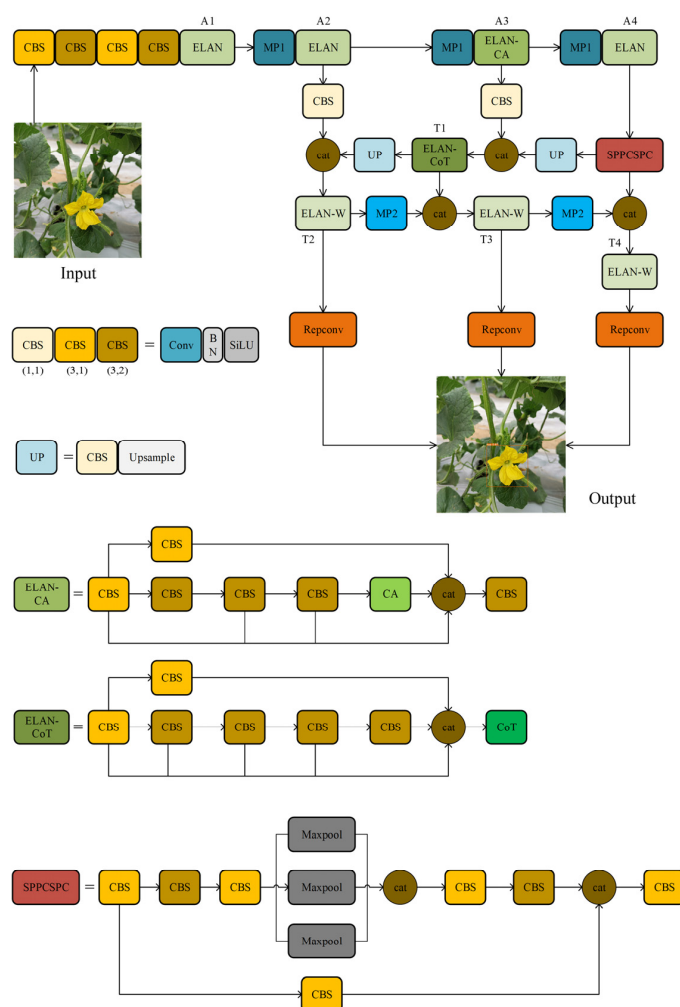 A1 A2 A3 A4
CBS CBS CBS CBS ELAN MP1 ELAN MP1 ELAN-CA MP1 ELAN
CBS CBS
T1
cat UP ELAN-CoT cat UP SPPCSPC
ELAN-W MP2 cat ELAN-W MP2 cat
T2 T3 T4
Input
ELAN-W
Repconv Repconv Repconv
CBS CBS CBS = Conv BN SiLU
(1,1) (3,1) (3,2)
UP = CBS Upsample
Output
CBS
ELAN-CA = CBS CBS CBS CBS CA cat CBS
CBS
ELAN-CoT = CBS CBS CBS CBS CBS cat CoT
Maxpool
SPPCSPC = CBS CBS CBS Maxpool cat CBS CBS cat CBS
Maxpool
CBS